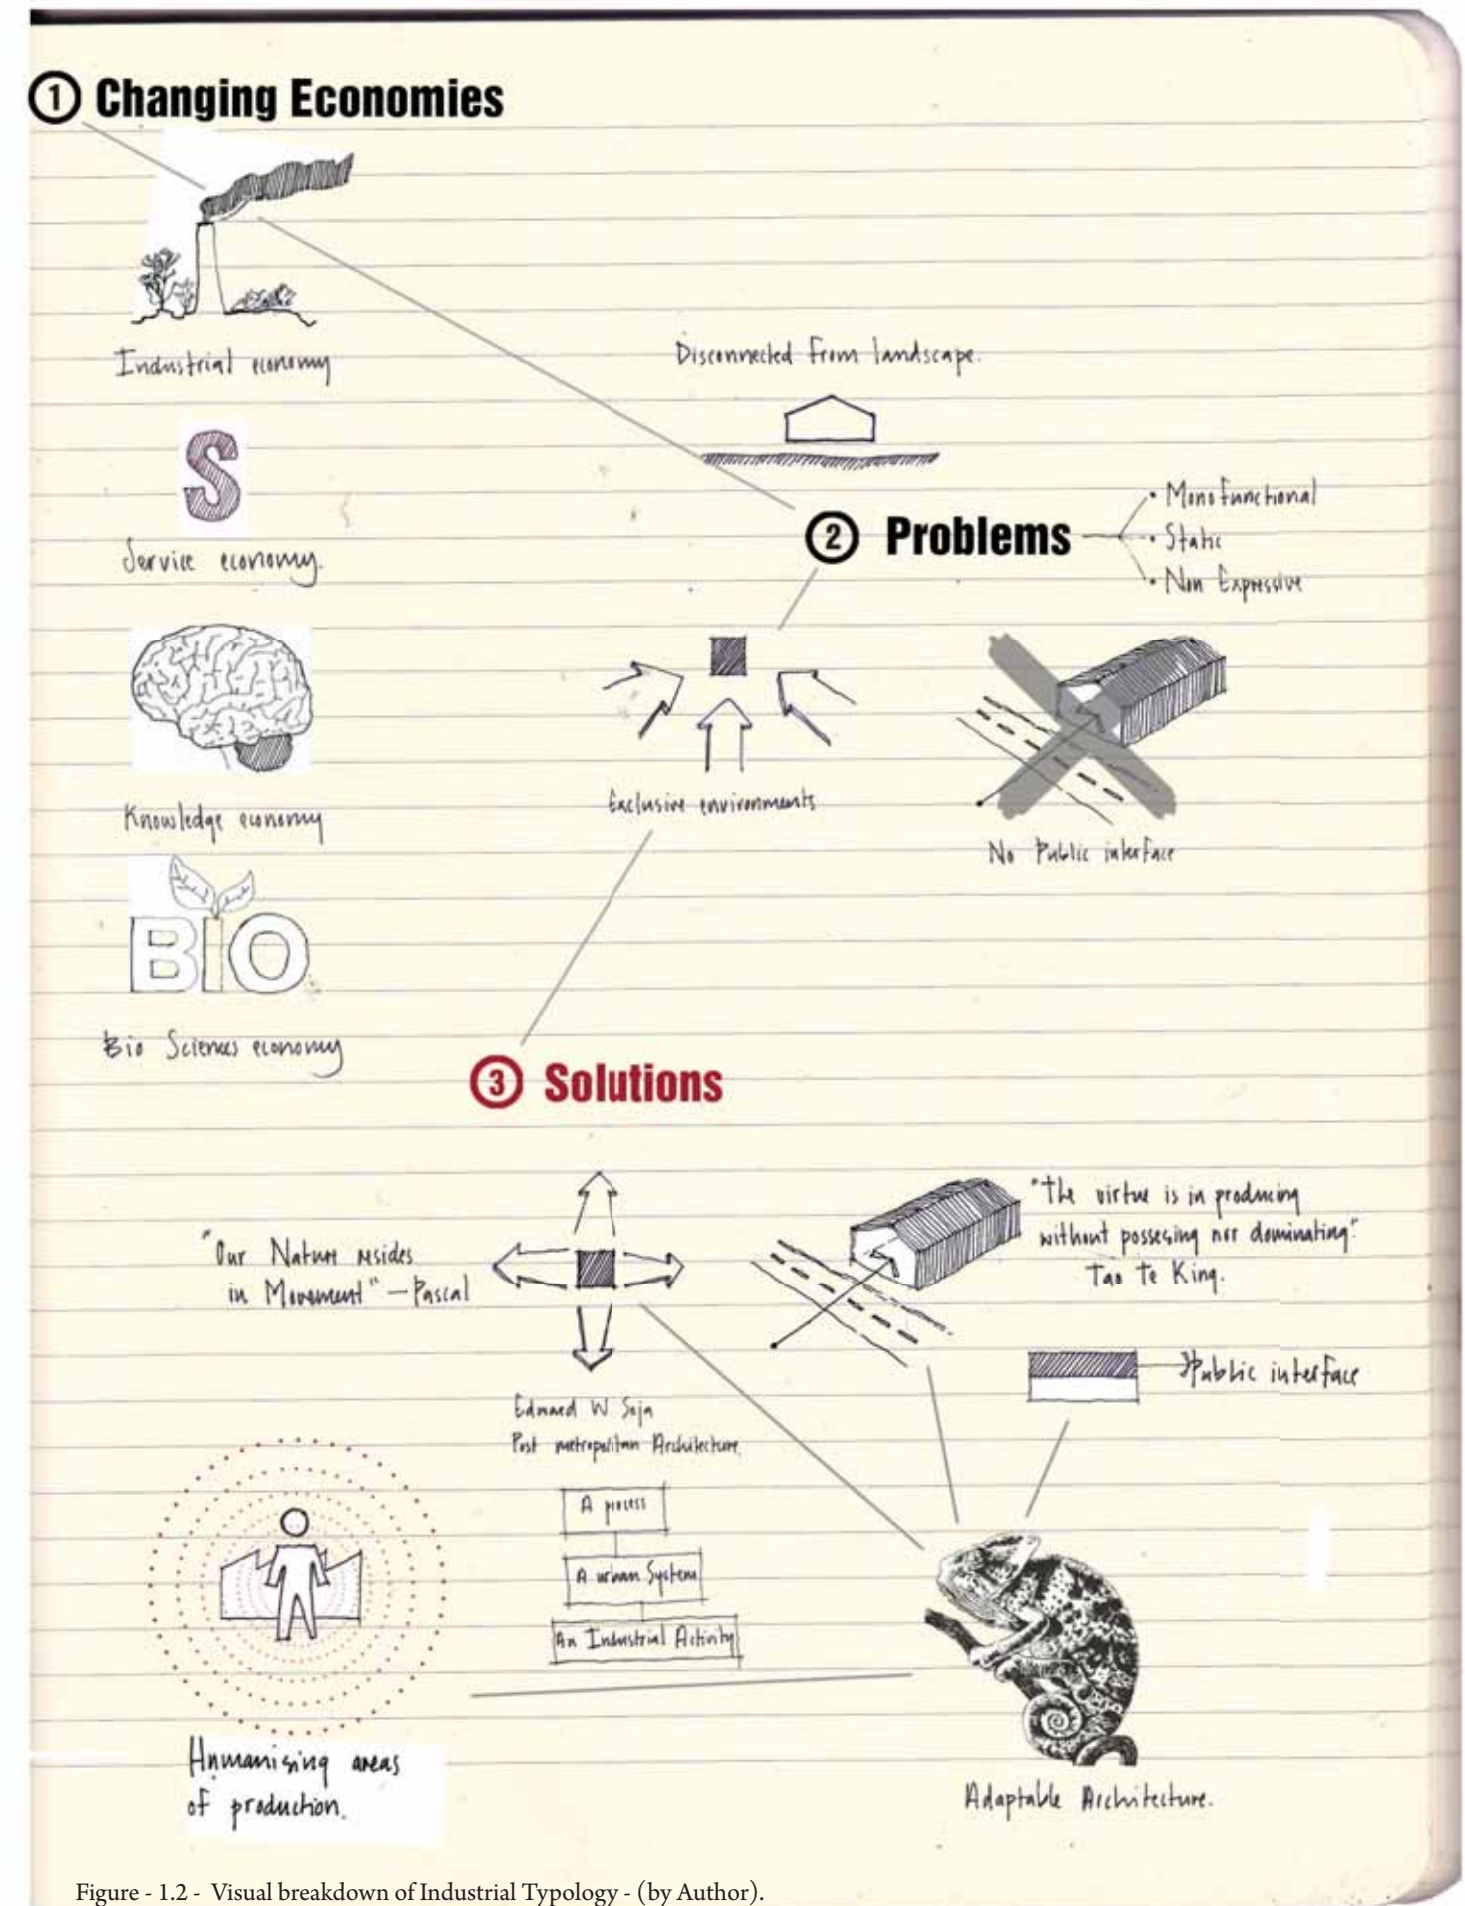 1 Changing Economies
Industrial economy
Service economy.
Knowledge economy
BIO
Bio Sciences economy
Disconnected from landscape.
2 Problems
• Mono functional
• Static
• Non Expressive
Exclusive environments
No Public interface
3 Solutions
"Our Nature resides
in Movement" - Pascal
"The virtue is in producing
without possesing nor dominating".
Tao Te King.
Public interface
Edward W Soja
Post metropolitan Architecture.
A process
A urban System
An Industrial Activity
Humanising areas
of production.
Adaptable Architecture.
Figure - 1.2 - Visual breakdown of Industrial Typology - (by Author).
S